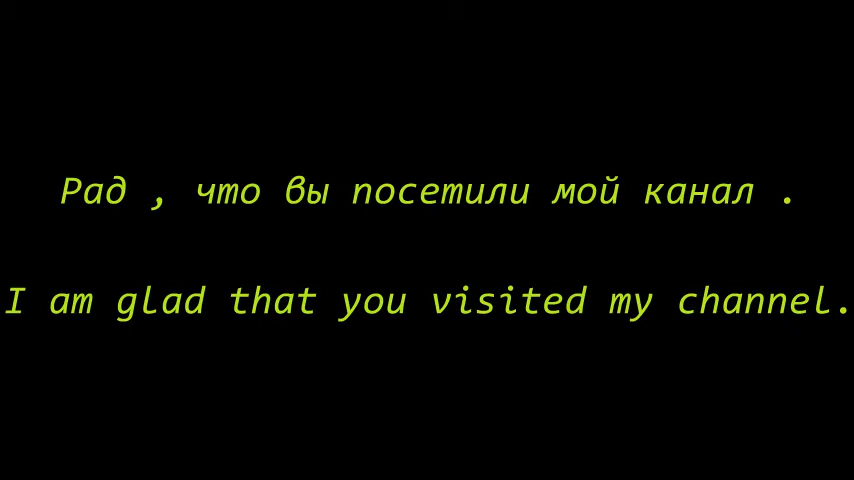 Рад , что вы посетили мой канал .
I am glad that you visited my channel.